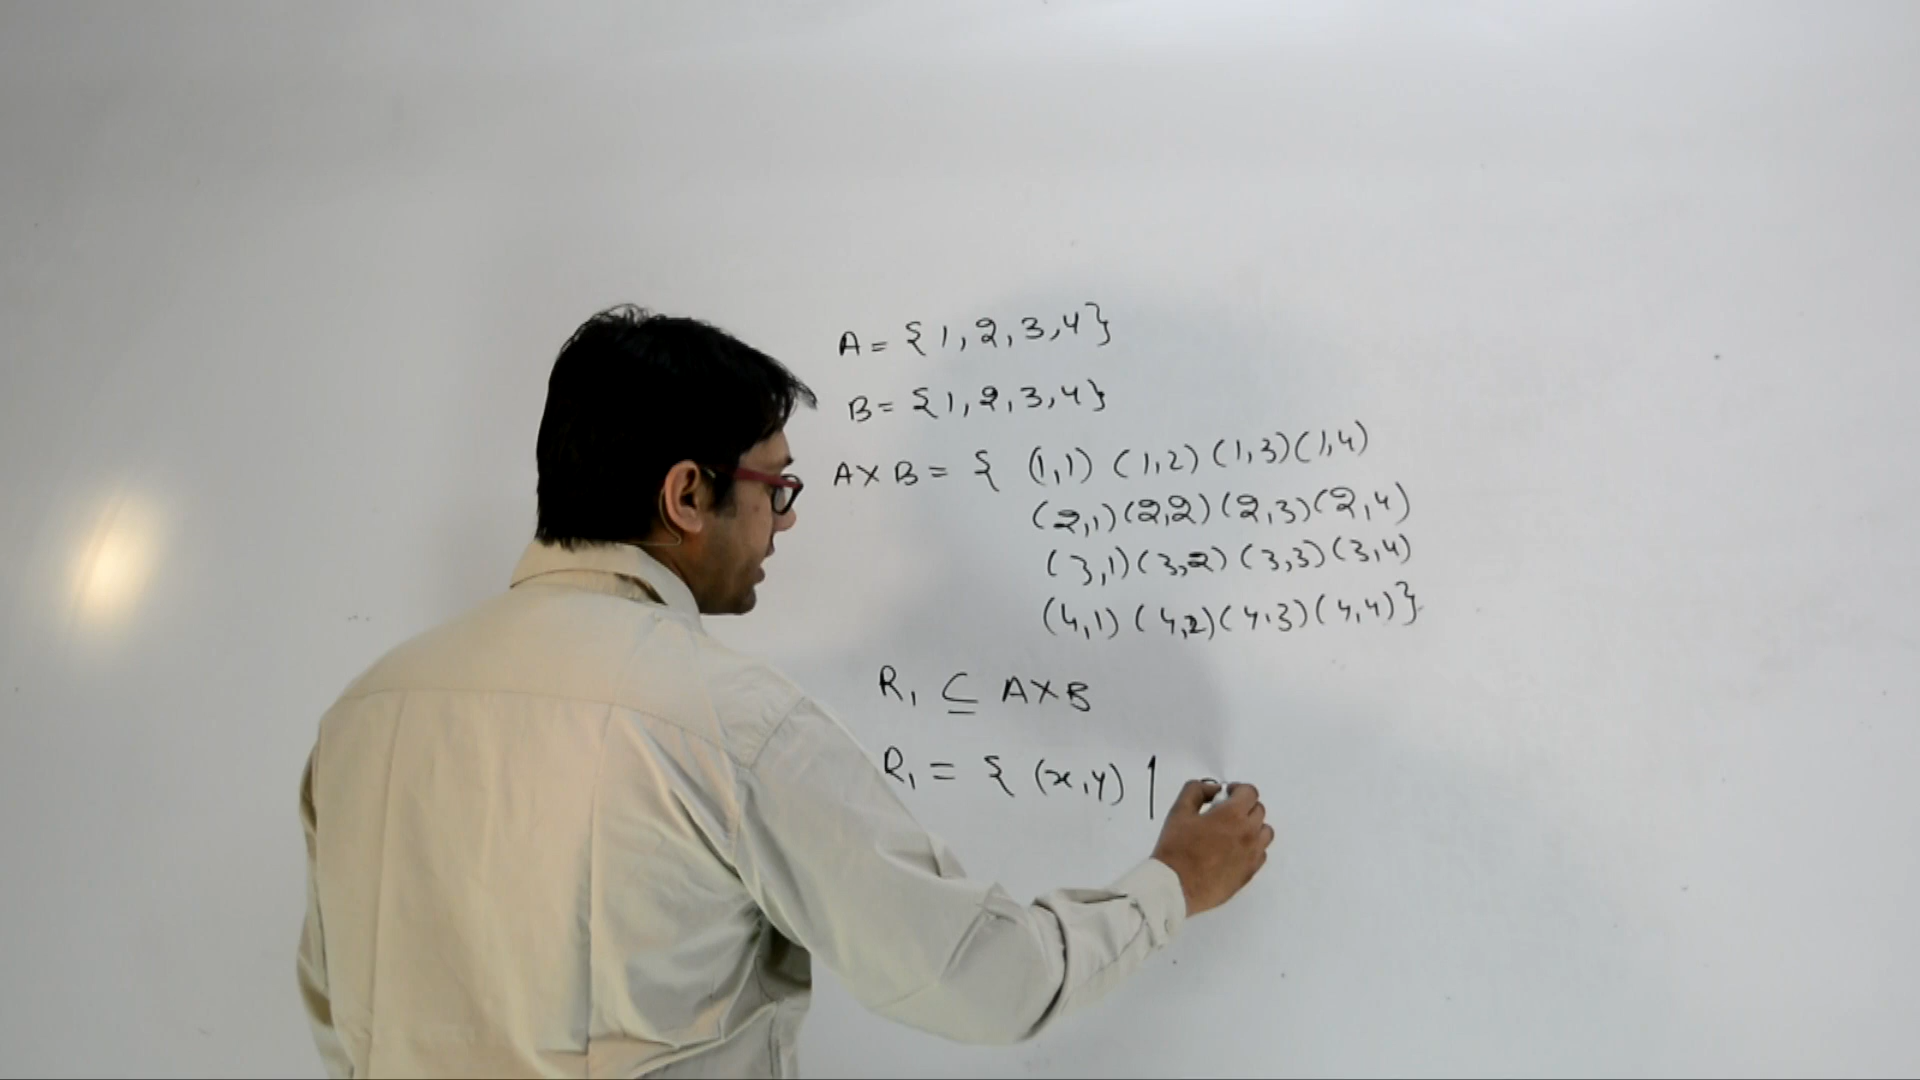 A = {1, 2, 3, 4}
B = {1, 2, 3, 4}
A X B = { (1,1) (1,2) (1,3) (1,4)
(2,1) (2,2) (2,3) (2,4)
(3,1) (3,2) (3,3) (3,4)
(4,1) (4,2) (4,3) (4,4)}
R₁ ⊆ A X B
R₁ = { (x,y) |